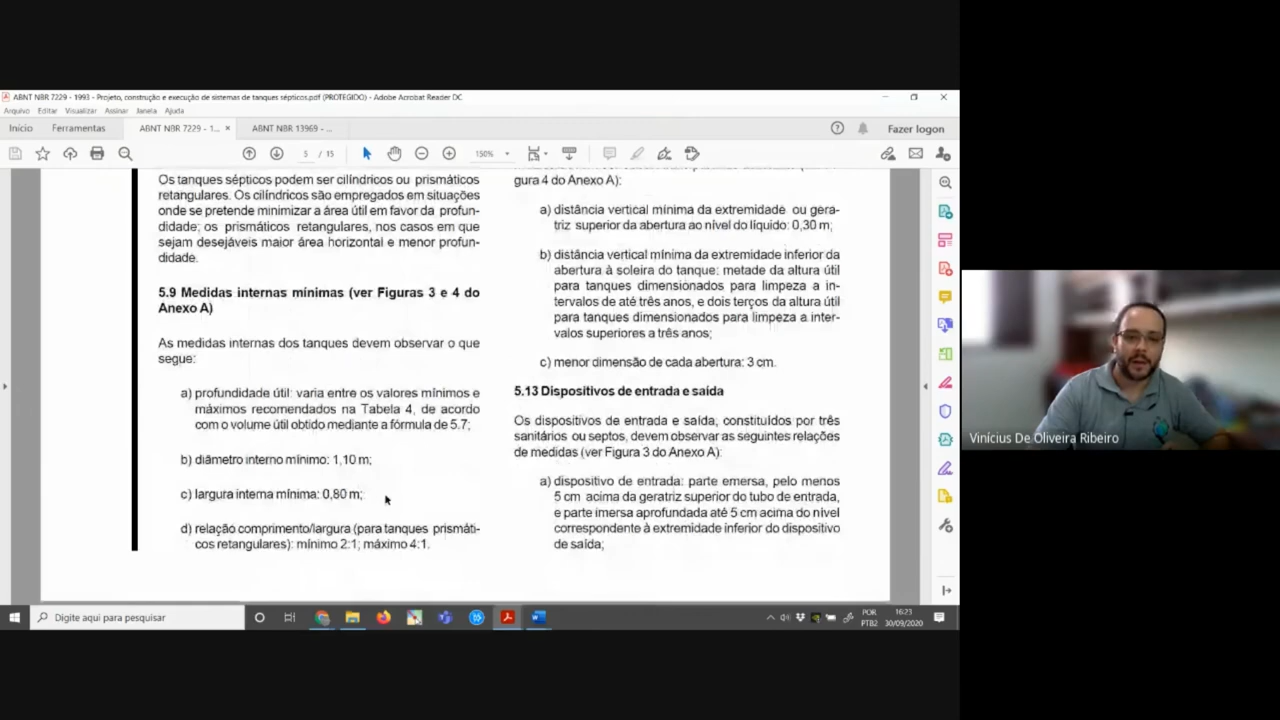 ABNT NBR 7229 - 1993 - Projeto, construção e execução de sistemas de tanques sépticos.pdf (PROTEGIDO) - Adobe Acrobat Reader DC
Arquivo Editar Visualizar Assinar Janela Ajuda
Início Ferramentas ABNT NBR 7229 - 1... × ABNT NBR 13969 - ... Fazer logon
5 / 15 150%
Os tanques sépticos podem ser cilíndricos ou prismáticos
retangulares. Os cilíndricos são empregados em situações
onde se pretende minimizar a área útil em favor da profun-
didade; os prismáticos retangulares, nos casos em que
sejam desejáveis maior área horizontal e menor profun-
didade.
5.9 Medidas internas mínimas (ver Figuras 3 e 4 do
Anexo A)
As medidas internas dos tanques devem observar o que
segue:
a) profundidade útil: varia entre os valores mínimos e
máximos recomendados na Tabela 4, de acordo
com o volume útil obtido mediante a fórmula de 5.7;
b) diâmetro interno mínimo: 1,10 m;
c) largura interna mínima: 0,80 m;
d) relação comprimento/largura (para tanques prismáti-
cos retangulares): mínimo 2:1; máximo 4:1.
gura 4 do Anexo A):
a) distância vertical mínima da extremidade ou gera-
triz superior da abertura ao nível do líquido: 0,30 m;
b) distância vertical mínima da extremidade inferior da
abertura à soleira do tanque: metade da altura útil
para tanques dimensionados para limpeza a in-
tervalos de até três anos, e dois terços da altura útil
para tanques dimensionados para limpeza a inter-
valos superiores a três anos;
c) menor dimensão de cada abertura: 3 cm.
5.13 Dispositivos de entrada e saída
Os dispositivos de entrada e saída, constituídos por três
sanitários ou septos, devem observar as seguintes relações
de medidas (ver Figura 3 do Anexo A):
a) dispositivo de entrada: parte emersa, pelo menos
5 cm acima da geratriz superior do tubo de entrada,
e parte imersa aprofundada até 5 cm acima do nível
correspondente à extremidade inferior do dispositivo
de saída;
Vinícius De Oliveira Ribeiro
Digite aqui para pesquisar
POR
PTB2
16:23
30/09/2020